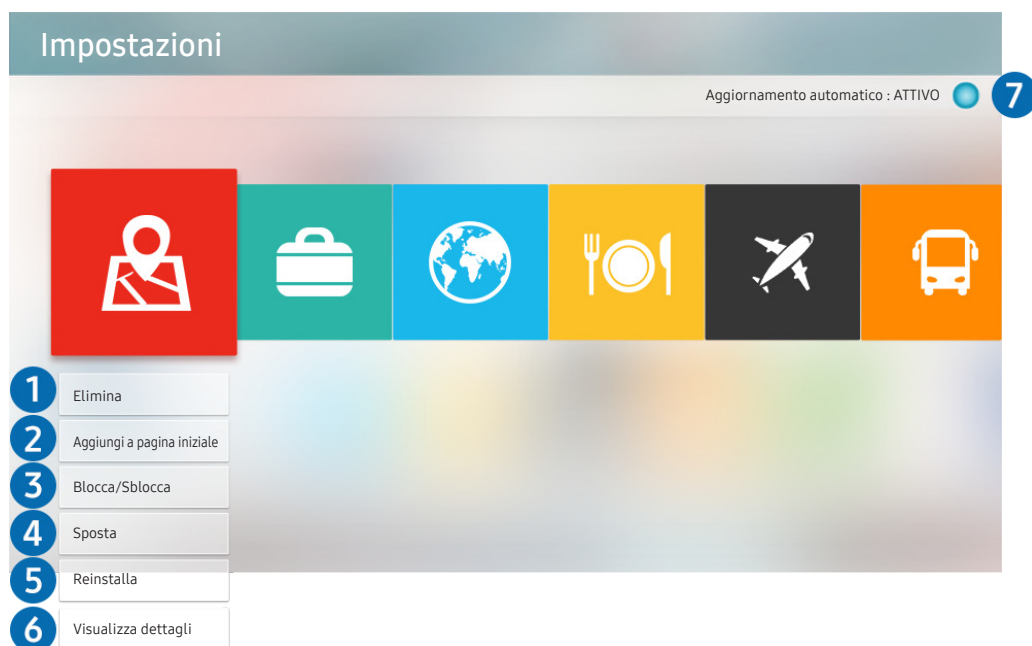 Impostazioni
Aggiornamento automatico : ATTIVO 7
1 Elimina
2 Aggiungi a pagina iniziale
3 Blocca/Sblocca
4 Sposta
5 Reinstalla
6 Visualizza dettagli